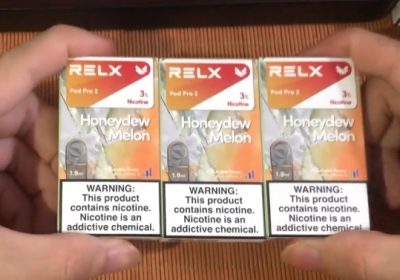 RELX
Pod Pro 2
3%
Nicotine
Honeydew
Melon
1.9ml
WARNING:
This product
contains nicotine.
Nicotine is an
addictive chemical.
RELX
Pod Pro 2
3%
Nicotine
Honeydew
Melon
1.9ml
WARNING:
This product
contains nicotine.
Nicotine is an
addictive chemical.
RELX
Pod Pro 2
3%
Nicotine
Honeydew
Melon
1.9ml
WARNING:
This product
contains nicotine.
Nicotine is an
addictive chemical.